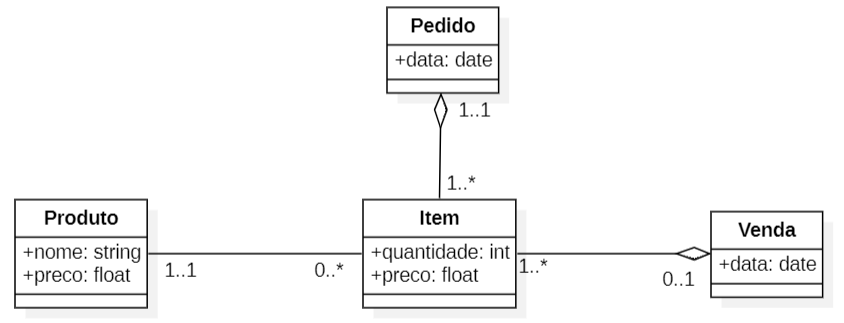 Pedido
+data: date
1..1
1..*
Produto
+nome: string
+preco: float
1..1
0..*
Item
+quantidade: int
+preco: float
1..*
0..1
Venda
+data: date